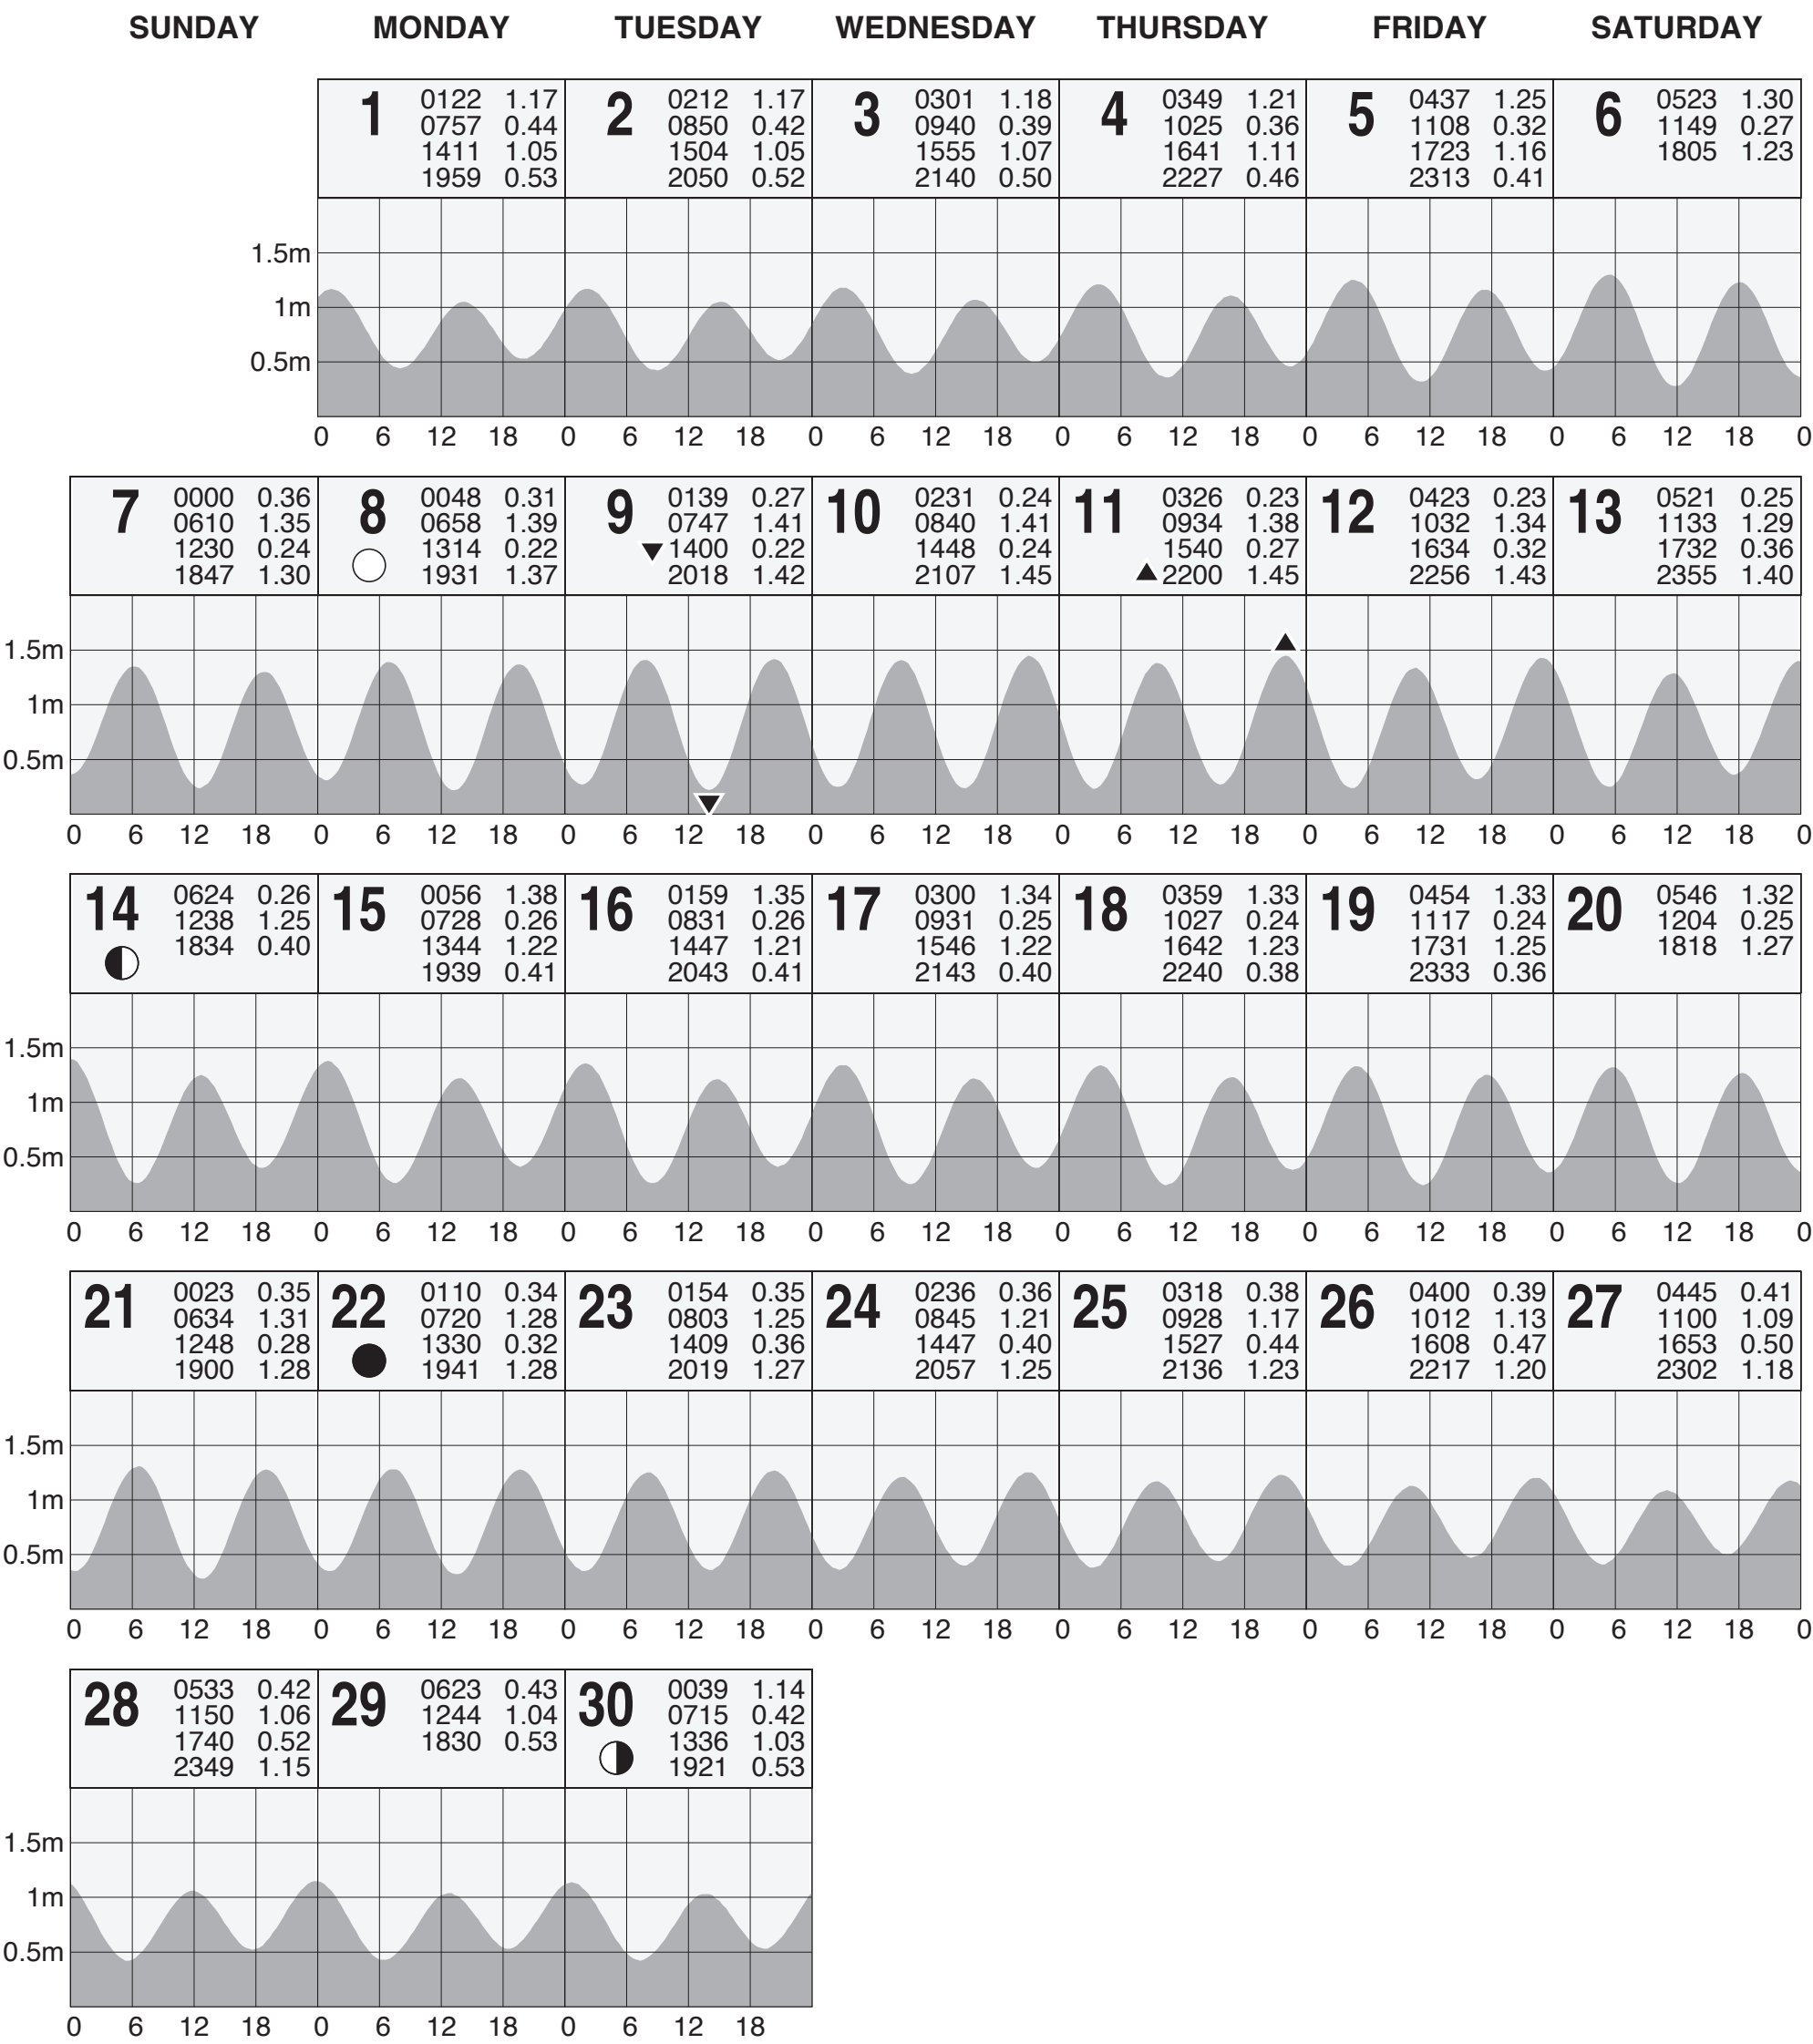 SUNDAY MONDAY TUESDAY WEDNESDAY THURSDAY FRIDAY SATURDAY
1 0122 1.17
0757 0.44
1411 1.05
1959 0.53
2 0212 1.17
0850 0.42
1504 1.05
2050 0.52
3 0301 1.18
0940 0.39
1555 1.07
2140 0.50
4 0349 1.21
1025 0.36
1641 1.11
2227 0.46
5 0437 1.25
1108 0.32
1723 1.16
2313 0.41
6 0523 1.30
1149 0.27
1805 1.23
1.5m
1m
0.5m
0 6 12 18 0 6 12 18 0 6 12 18 0 6 12 18 0 6 12 18 0 6 12 18 0
7 0000 0.36
0610 1.35
1230 0.24
1847 1.30
8 0048 0.31
0658 1.39
1314 0.22
1931 1.37
9 0139 0.27
0747 1.41
1400 0.22
2018 1.42
10 0231 0.24
0840 1.41
1448 0.24
2107 1.45
11 0326 0.23
0934 1.38
1540 0.27
2200 1.45
12 0423 0.23
1032 1.34
1634 0.32
2256 1.43
13 0521 0.25
1133 1.29
1732 0.36
2355 1.40
1.5m
1m
0.5m
0 6 12 18 0 6 12 18 0 6 12 18 0 6 12 18 0 6 12 18 0 6 12 18 0 6 12 18 0
14 0624 0.26
1238 1.25
1834 0.40
15 0056 1.38
0728 0.26
1344 1.22
1939 0.41
16 0159 1.35
0831 0.26
1447 1.21
2043 0.41
17 0300 1.34
0931 0.25
1546 1.22
2143 0.40
18 0359 1.33
1027 0.24
1642 1.23
2240 0.38
19 0454 1.33
1117 0.24
1731 1.25
2333 0.36
20 0546 1.32
1204 0.25
1818 1.27
1.5m
1m
0.5m
0 6 12 18 0 6 12 18 0 6 12 18 0 6 12 18 0 6 12 18 0 6 12 18 0 6 12 18 0
21 0023 0.35
0634 1.31
1248 0.28
1900 1.28
22 0110 0.34
0720 1.28
1330 0.32
1941 1.28
23 0154 0.35
0803 1.25
1409 0.36
2019 1.27
24 0236 0.36
0845 1.21
1447 0.40
2057 1.25
25 0318 0.38
0928 1.17
1527 0.44
2136 1.23
26 0400 0.39
1012 1.13
1608 0.47
2217 1.20
27 0445 0.41
1100 1.09
1653 0.50
2302 1.18
1.5m
1m
0.5m
0 6 12 18 0 6 12 18 0 6 12 18 0 6 12 18 0 6 12 18 0 6 12 18 0 6 12 18 0
28 0533 0.42
1150 1.06
1740 0.52
2349 1.15
29 0623 0.43
1244 1.04
1830 0.53
30 0039 1.14
0715 0.42
1336 1.03
1921 0.53
1.5m
1m
0.5m
0 6 12 18 0 6 12 18 0 6 12 18